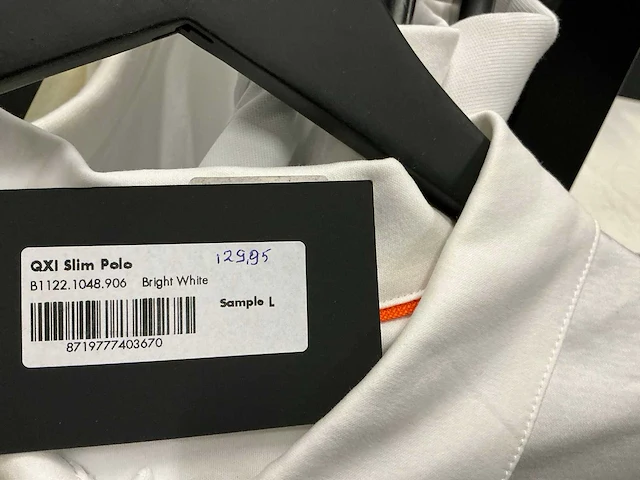 QXI Slim Polo 129,95
B1122.1048.906 Bright White
Sample L
8719777403670